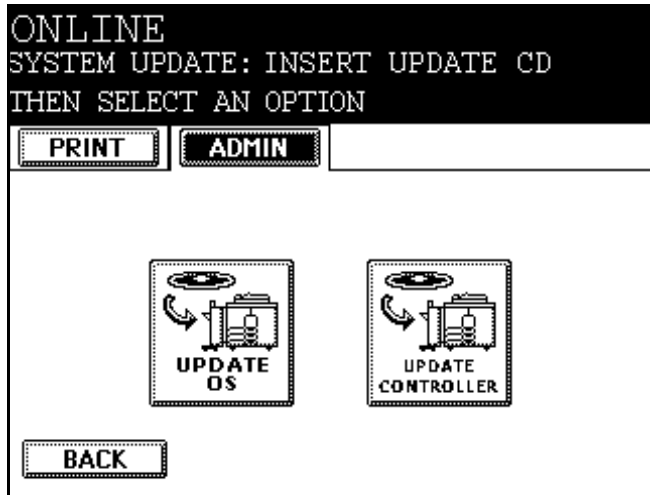 ONLINE
SYSTEM UPDATE: INSERT UPDATE CD
THEN SELECT AN OPTION
PRINT
ADMIN
UPDATE
OS
UPDATE
CONTROLLER
BACK